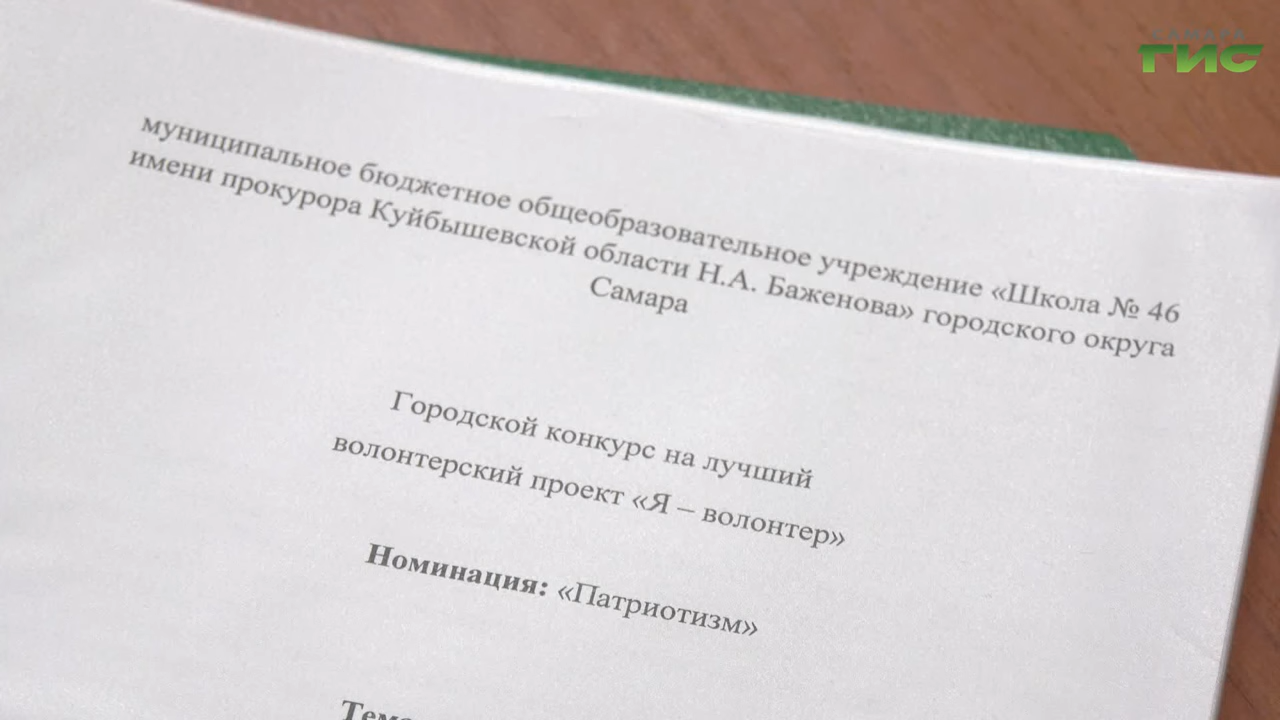 САМАРА
ГИС
муниципальное бюджетное общеобразовательное учреждение «Школа № 46
имени прокурора Куйбышевской области Н.А. Баженова» городского округа
Самара
Городской конкурс на лучший
волонтерский проект «Я – волонтер»
Номинация: «Патриотизм»